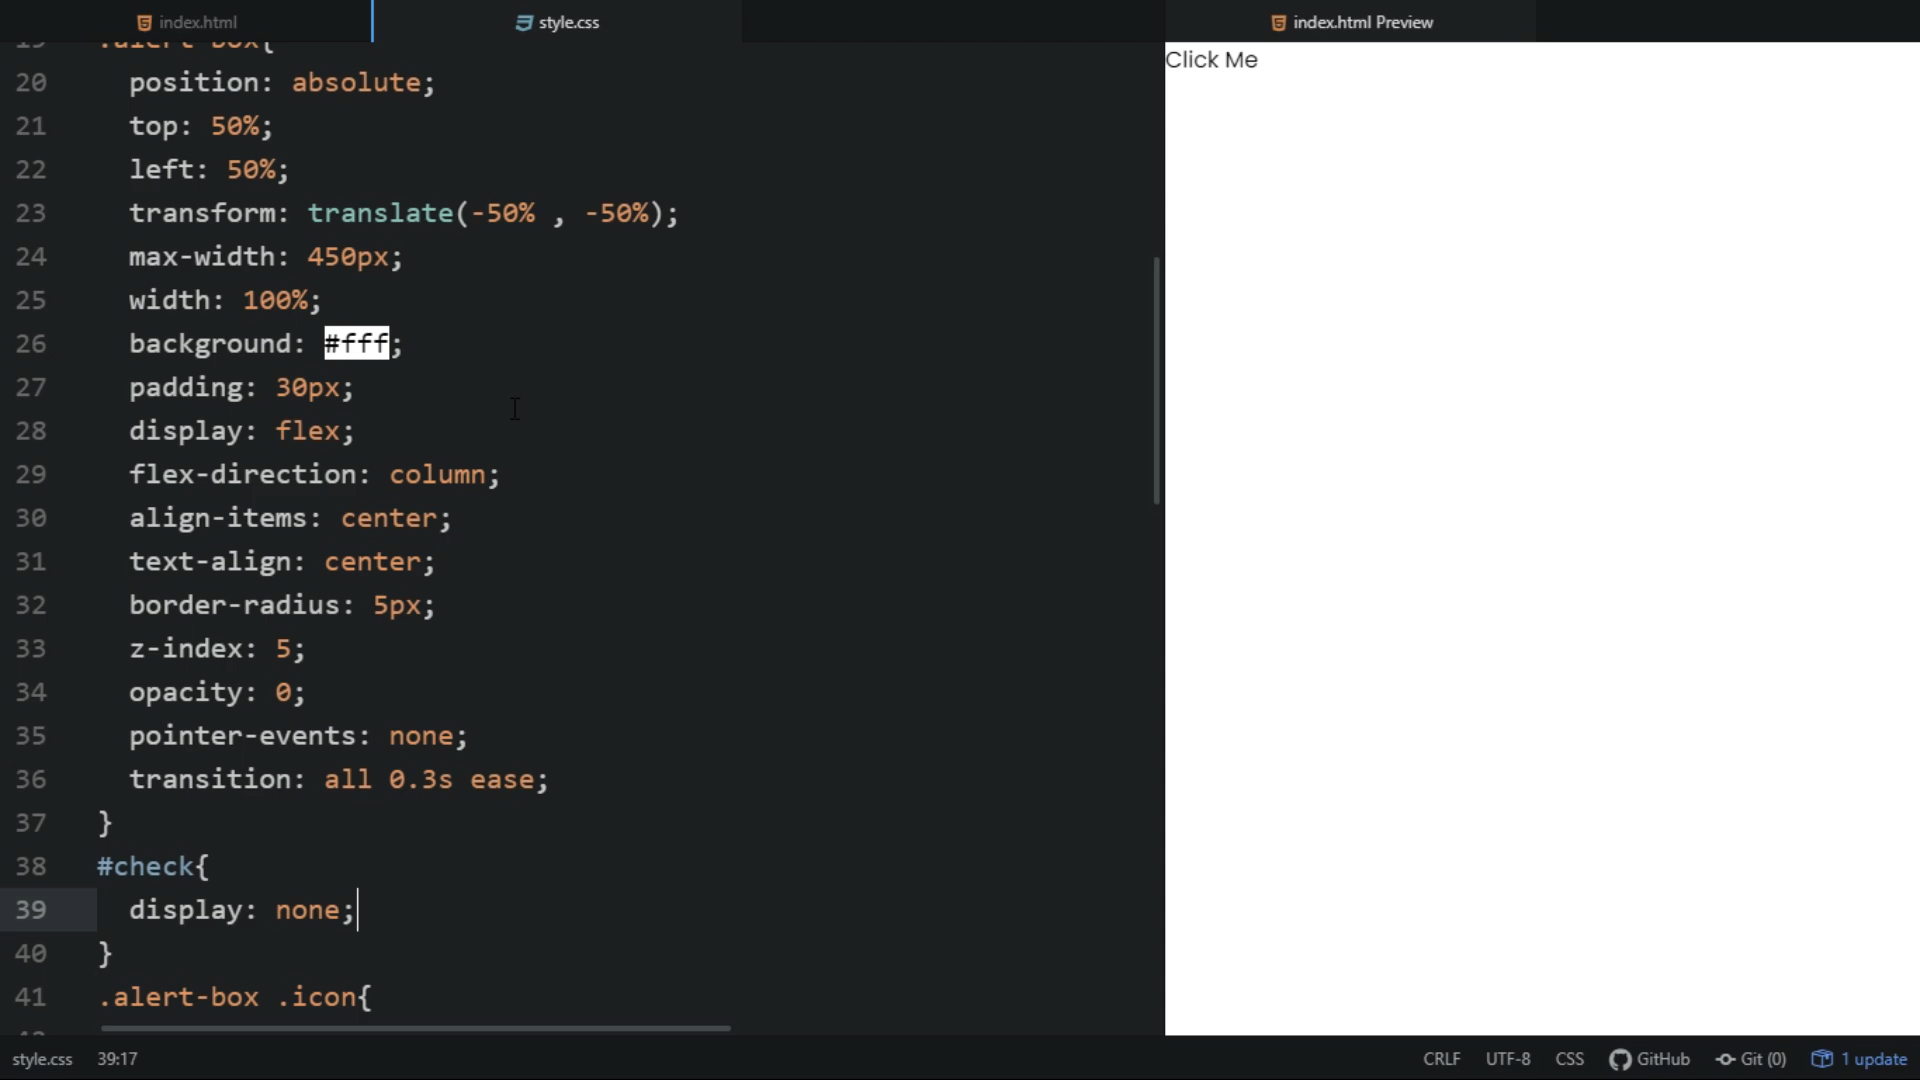 index.html
style.css
index.html Preview
19 .alert-box{
20 position: absolute;
21 top: 50%;
22 left: 50%;
23 transform: translate(-50% , -50%);
24 max-width: 450px;
25 width: 100%;
26 background: #fff;
27 padding: 30px;
28 display: flex;
29 flex-direction: column;
30 align-items: center;
31 text-align: center;
32 border-radius: 5px;
33 z-index: 5;
34 opacity: 0;
35 pointer-events: none;
36 transition: all 0.3s ease;
37 }
38 #check{
39 display: none;
40 }
41 .alert-box .icon{
Click Me
style.css 39:17 CRLF UTF-8 CSS GitHub Git (0) 1 update